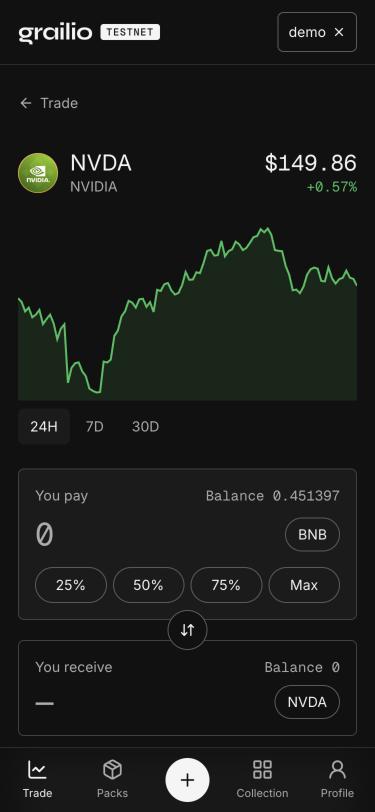 grailio TESTNET
demo ×
← Trade
NVDA $149.86
NVIDIA +0.57%
NVIDIA.
24H 7D 30D
You pay Balance 0.451397
0 BNB
25% 50% 75% Max
You receive Balance 0
— NVDA
Trade Packs + Collection Profile